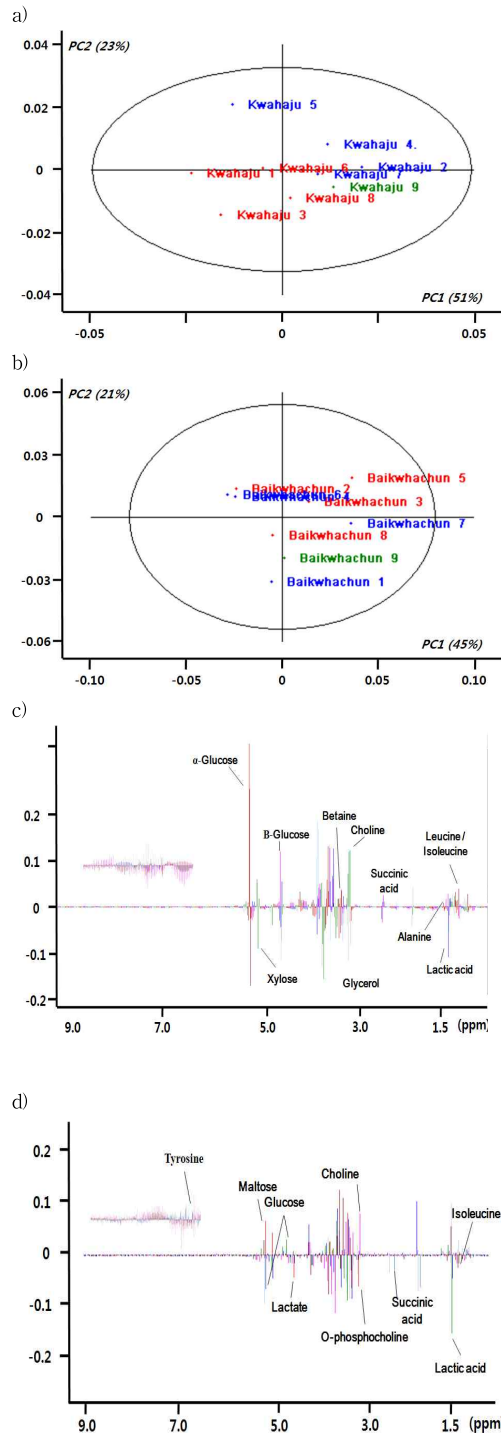 a)
0.04
PC2 (23%)
Kwahaju 5
0.02
Kwahaju 4.
Kwahaju 6
Kwahaju 2
0
Kwahaju 1
Kwahaju 7
Kwahaju 9
Kwahaju 8
Kwahaju 3
-0.02
-0.04
PC1 (51%)
-0.05
0
0.05
b)
0.06
PC2 (21%)
0.03
Baikwhachun 5
Baikwhachun 2
Baikwhachun 6
Baikwhachun 4
Baikwhachun 3
0
Baikwhachun 7
Baikwhachun 8
Baikwhachun 9
-0.03
Baikwhachun 1
-0.06
PC1 (45%)
-0.10
-0.05
0
0.05
0.10
c)
α-Glucose
0.2
Β-Glucose
Betaine
Choline
Leucine /
Isoleucine
Succinic
acid
0.1
0
Alanine
-0.1
Xylose
Glycerol
Lactic acid
-0.2
9.0
7.0
5.0
3.0
1.5
(ppm)
d)
0.2
Tyrosine
Maltose
Glucose
Choline
Isoleucine
0.1
0
Lactate
Succinic
acid
-0.1
O-phosphocholine
Lactic acid
-0.2
9.0
7.0
5.0
3.0
1.5
(ppm)